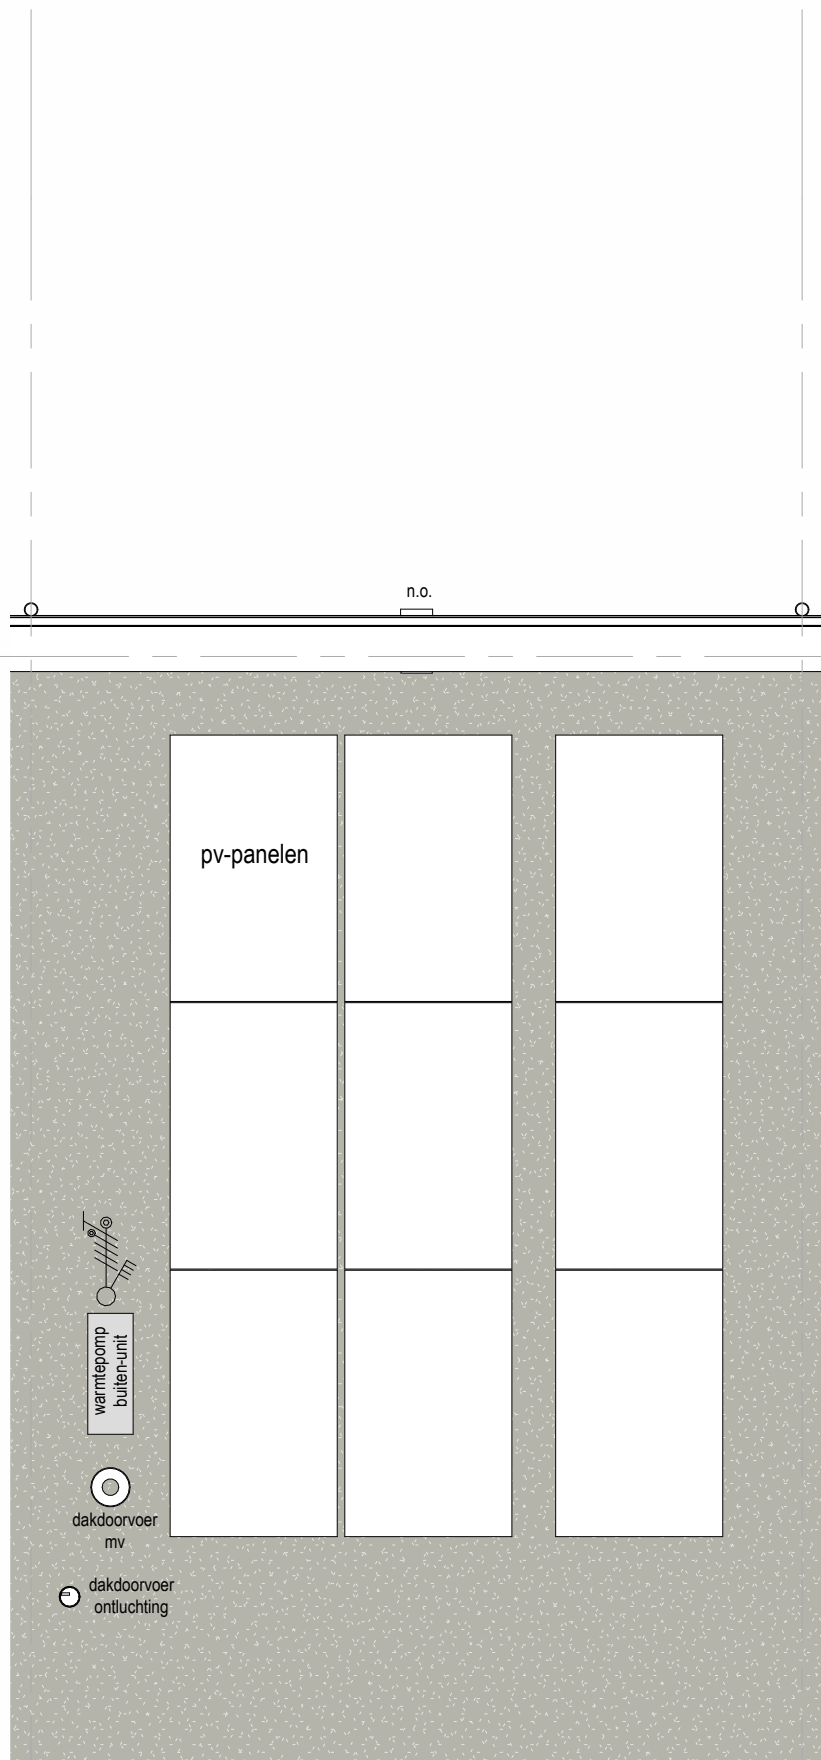 n.o.
pv-panelen
warmtepomp
buiten-unit
dakdoorvoer
mv
dakdoorvoer
ontluchting